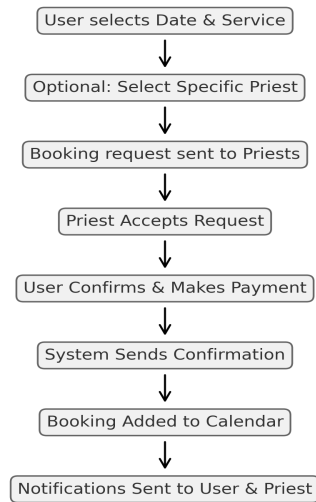 User selects Date & Service
Optional: Select Specific Priest
Booking request sent to Priests
Priest Accepts Request
User Confirms & Makes Payment
System Sends Confirmation
Booking Added to Calendar
Notifications Sent to User & Priest